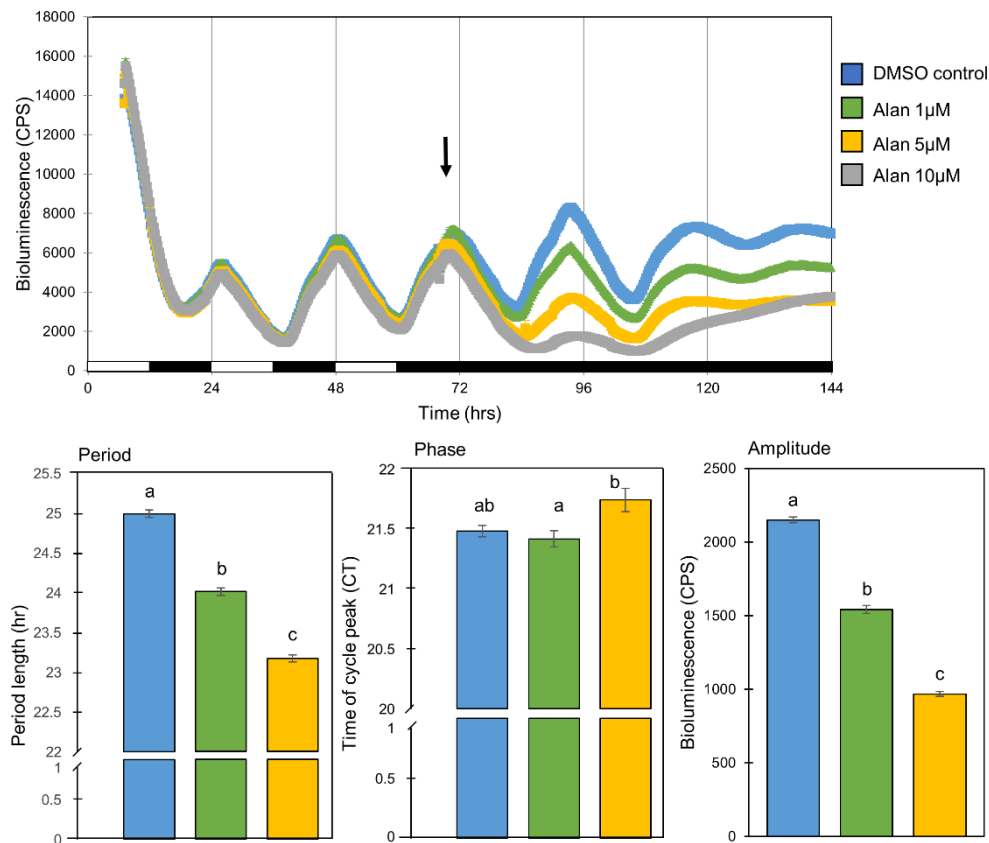 18000
16000
14000
12000
10000
8000
6000
4000
2000
0
Bioluminescence (CPS)
0 24 48 72 96 120 144
Time (hrs)
DMSO control
Alan 1µM
Alan 5µM
Alan 10µM
Period
25.5
25
24.5
24
23.5
23
22.5
22
1
0.5
0
Period length (hr)
a
b
c
Phase
22
21.5
21
20.5
20
1
0.5
0
Time of cycle peak (CT)
ab
a
b
Amplitude
2500
2000
1500
1000
500
0
Bioluminescence (CPS)
a
b
c